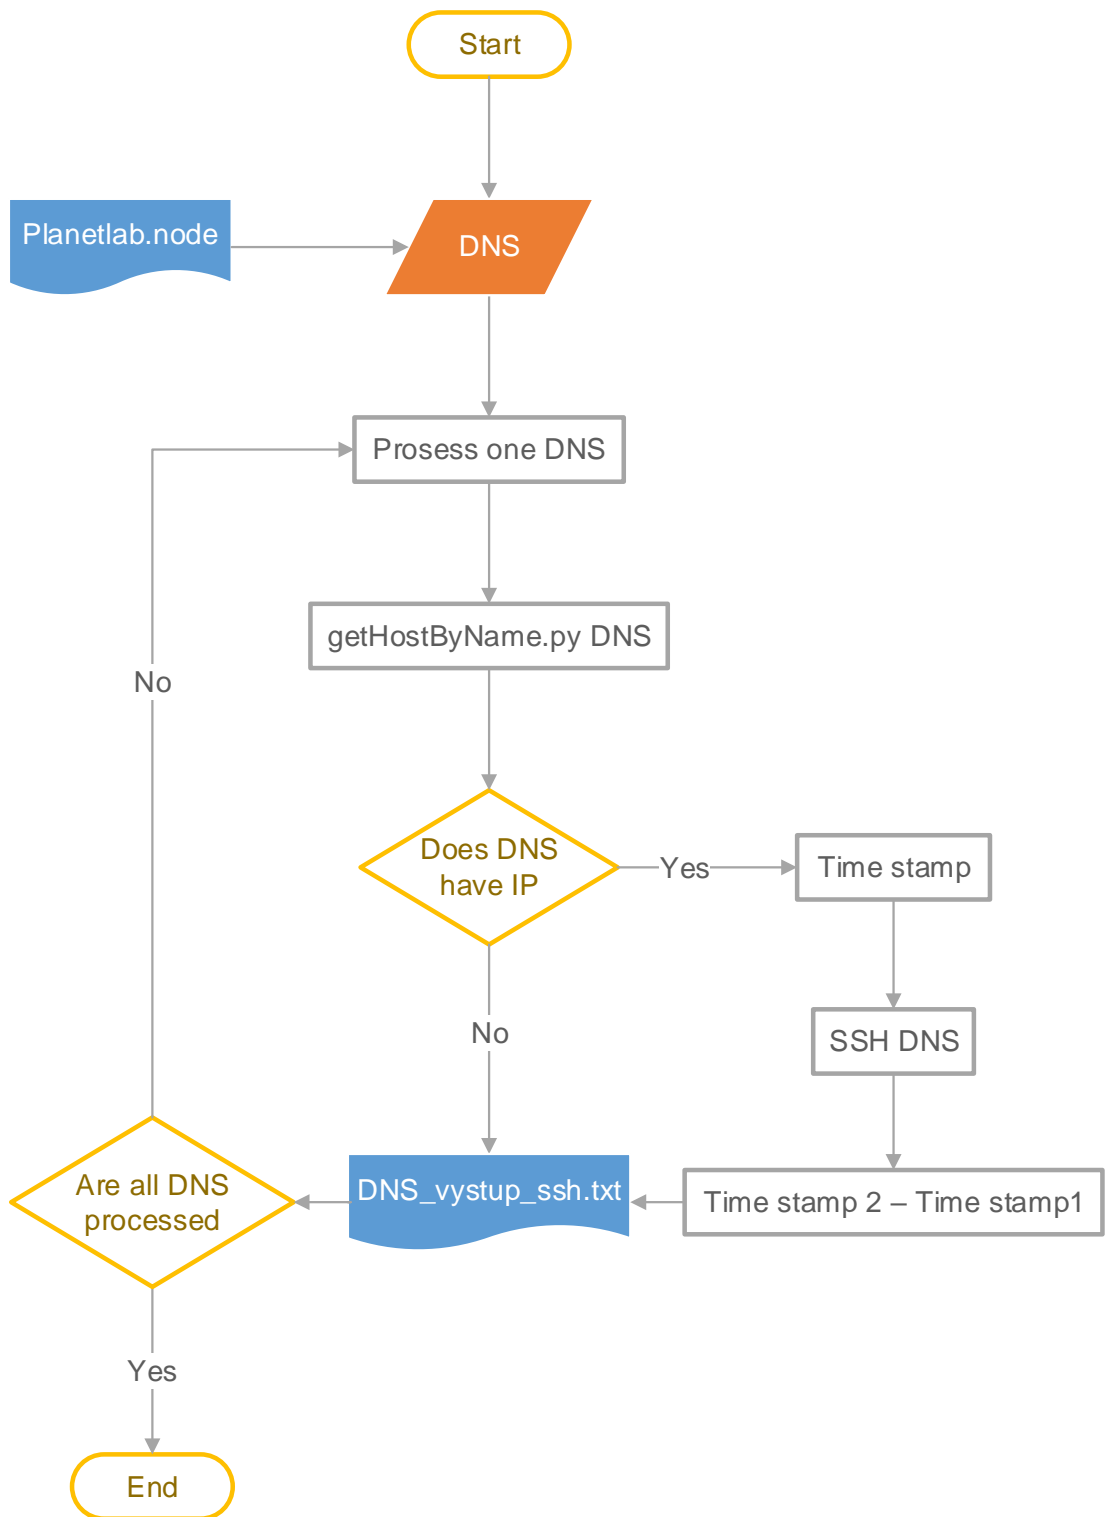 Start
Planetlab.node
DNS
Prosess one DNS
getHostByName.py DNS
No
Does DNS
have IP
Yes
Time stamp
No
SSH DNS
Are all DNS
processed
DNS_vystup_ssh.txt
Time stamp 2 – Time stamp1
Yes
End